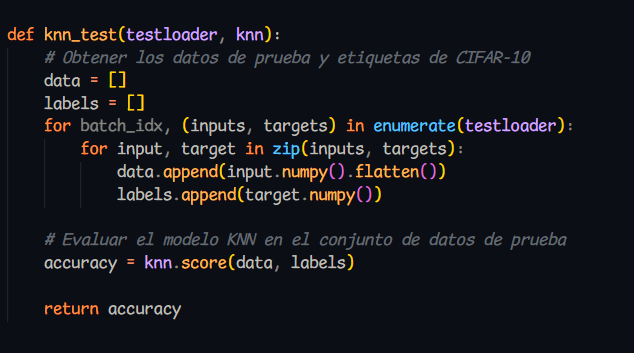 def knn_test(testloader, knn):
    # Obtener los datos de prueba y etiquetas de CIFAR-10
    data = []
    labels = []
    for batch_idx, (inputs, targets) in enumerate(testloader):
        for input, target in zip(inputs, targets):
            data.append(input.numpy().flatten())
            labels.append(target.numpy())

    # Evaluar el modelo KNN en el conjunto de datos de prueba
    accuracy = knn.score(data, labels)

    return accuracy